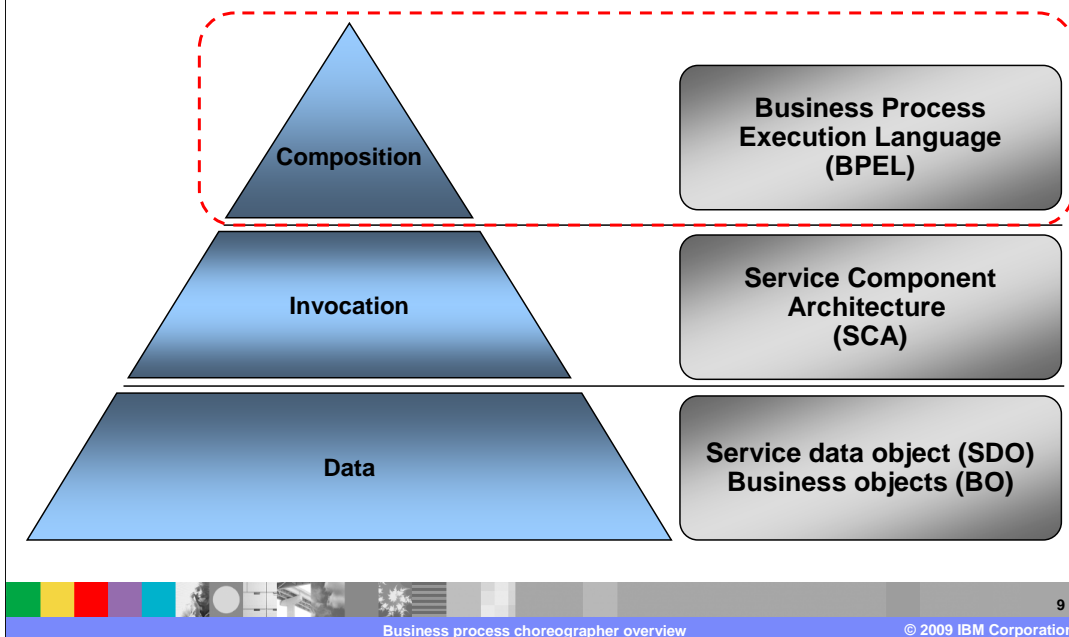 Composition
Business Process
Execution Language
(BPEL)
Invocation
Service Component
Architecture
(SCA)
Data
Service data object (SDO)
Business objects (BO)
9
Business process choreographer overview
© 2009 IBM Corporation